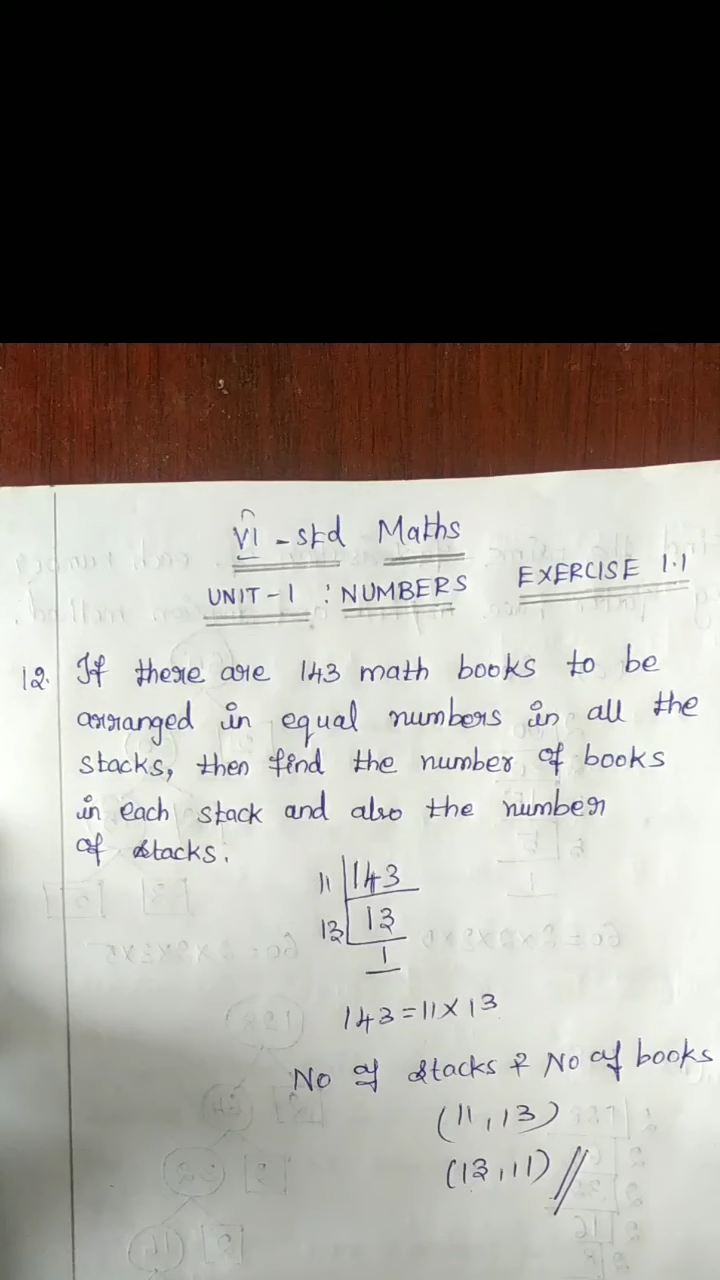 VI - Std Maths
UNIT - 1 : NUMBERS EXERCISE 1.1
12. If there are 143 math books to be
arranged in equal numbers in all the
stacks, then find the number of books
in each stack and also the number
of stacks.
11 143
13 13
1
143 = 11 X 13
No of stacks & No of books
(11, 13)
(13, 11) //